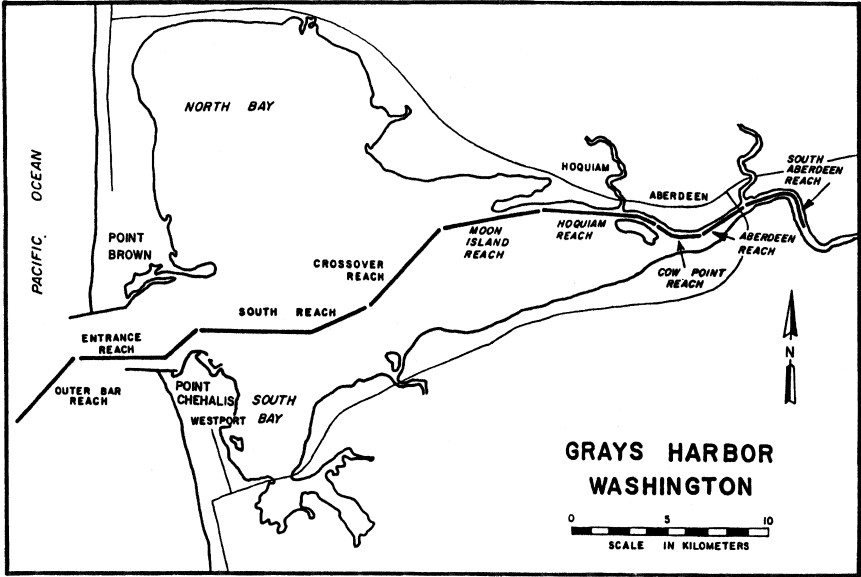 NORTH BAY
PACIFIC OCEAN
HOQUIAM
ABERDEEN
SOUTH
ABERDEEN
REACH
POINT
BROWN
MOON
ISLAND
REACH
HOQUIAM
REACH
ABERDEEN
REACH
COW POINT
REACH
CROSSOVER
REACH
SOUTH REACH
ENTRANCE
REACH
OUTER BAR
REACH
POINT
CHEHALIS
WESTPORT
SOUTH
BAY
N
GRAYS HARBOR
WASHINGTON
0 5 10
SCALE IN KILOMETERS